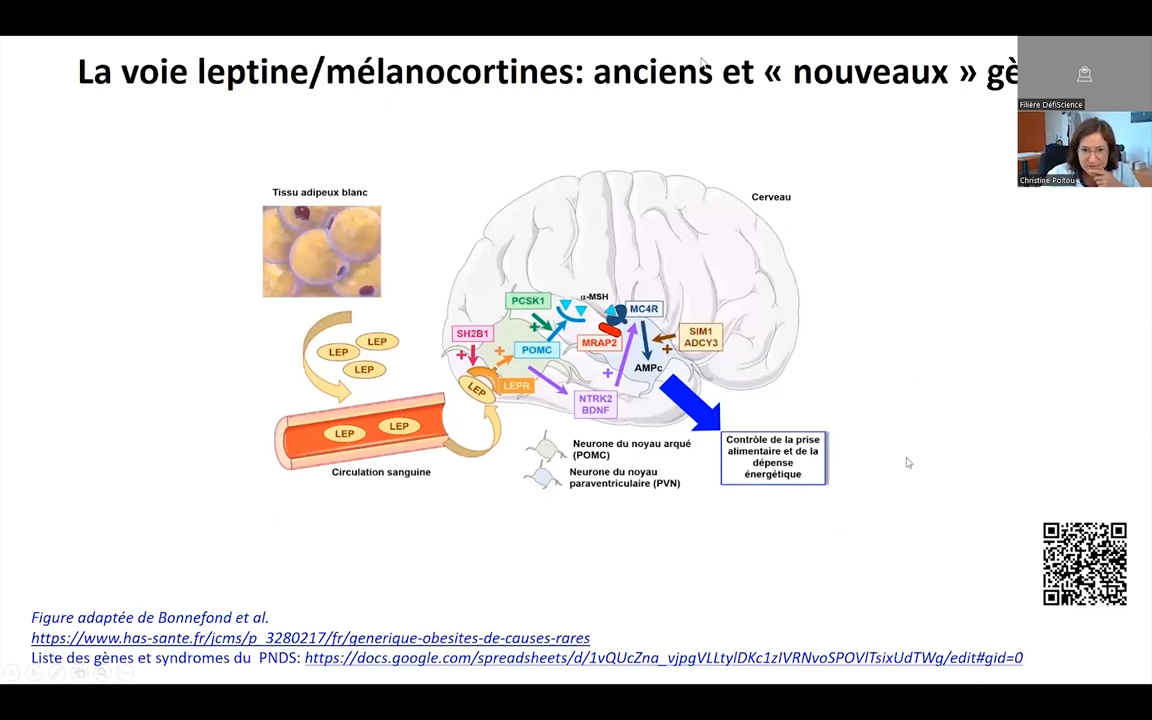 La voie leptine/mélanocortines: anciens et « nouveaux » gè
Filière DéfiScience
Christine Poitou
Tissu adipeux blanc
Cerveau
PCSK1
α-MSH
MC4R
SH2B1
SIM1
ADCY3
MRAP2
POMC
LEP
LEP
LEP
AMPc
LEPR
LEP
NTRK2
BDNF
LEP
LEP
Circulation sanguine
Neurone du noyau arqué
(POMC)
Neurone du noyau
paraventriculaire (PVN)
Contrôle de la prise
alimentaire et de la
dépense
énergétique
Figure adaptée de Bonnefond et al.
https://www.has-sante.fr/jcms/p_3280217/fr/generique-obesites-de-causes-rares
Liste des gènes et syndromes du PNDS: https://docs.google.com/spreadsheets/d/1vQUcZna_vjpgVLLtylDKc1zIVRNvoSPOVlTsixUdTWg/edit#gid=0